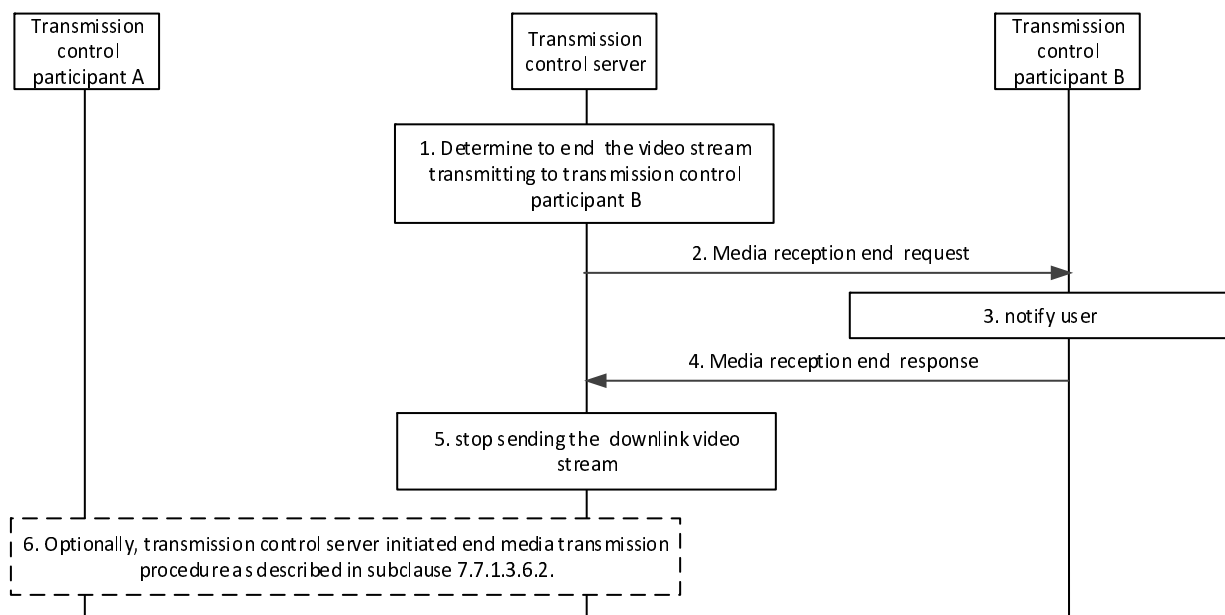 Transmission
control
participant A
Transmission
control server
Transmission
control
participant B
1. Determine to end the video stream
transmitting to transmission control
participant B
2. Media reception end request
3. notify user
4. Media reception end response
5. stop sending the downlink video
stream
6. Optionally, transmission control server initiated end media transmission
procedure as described in subclause 7.7.1.3.6.2.